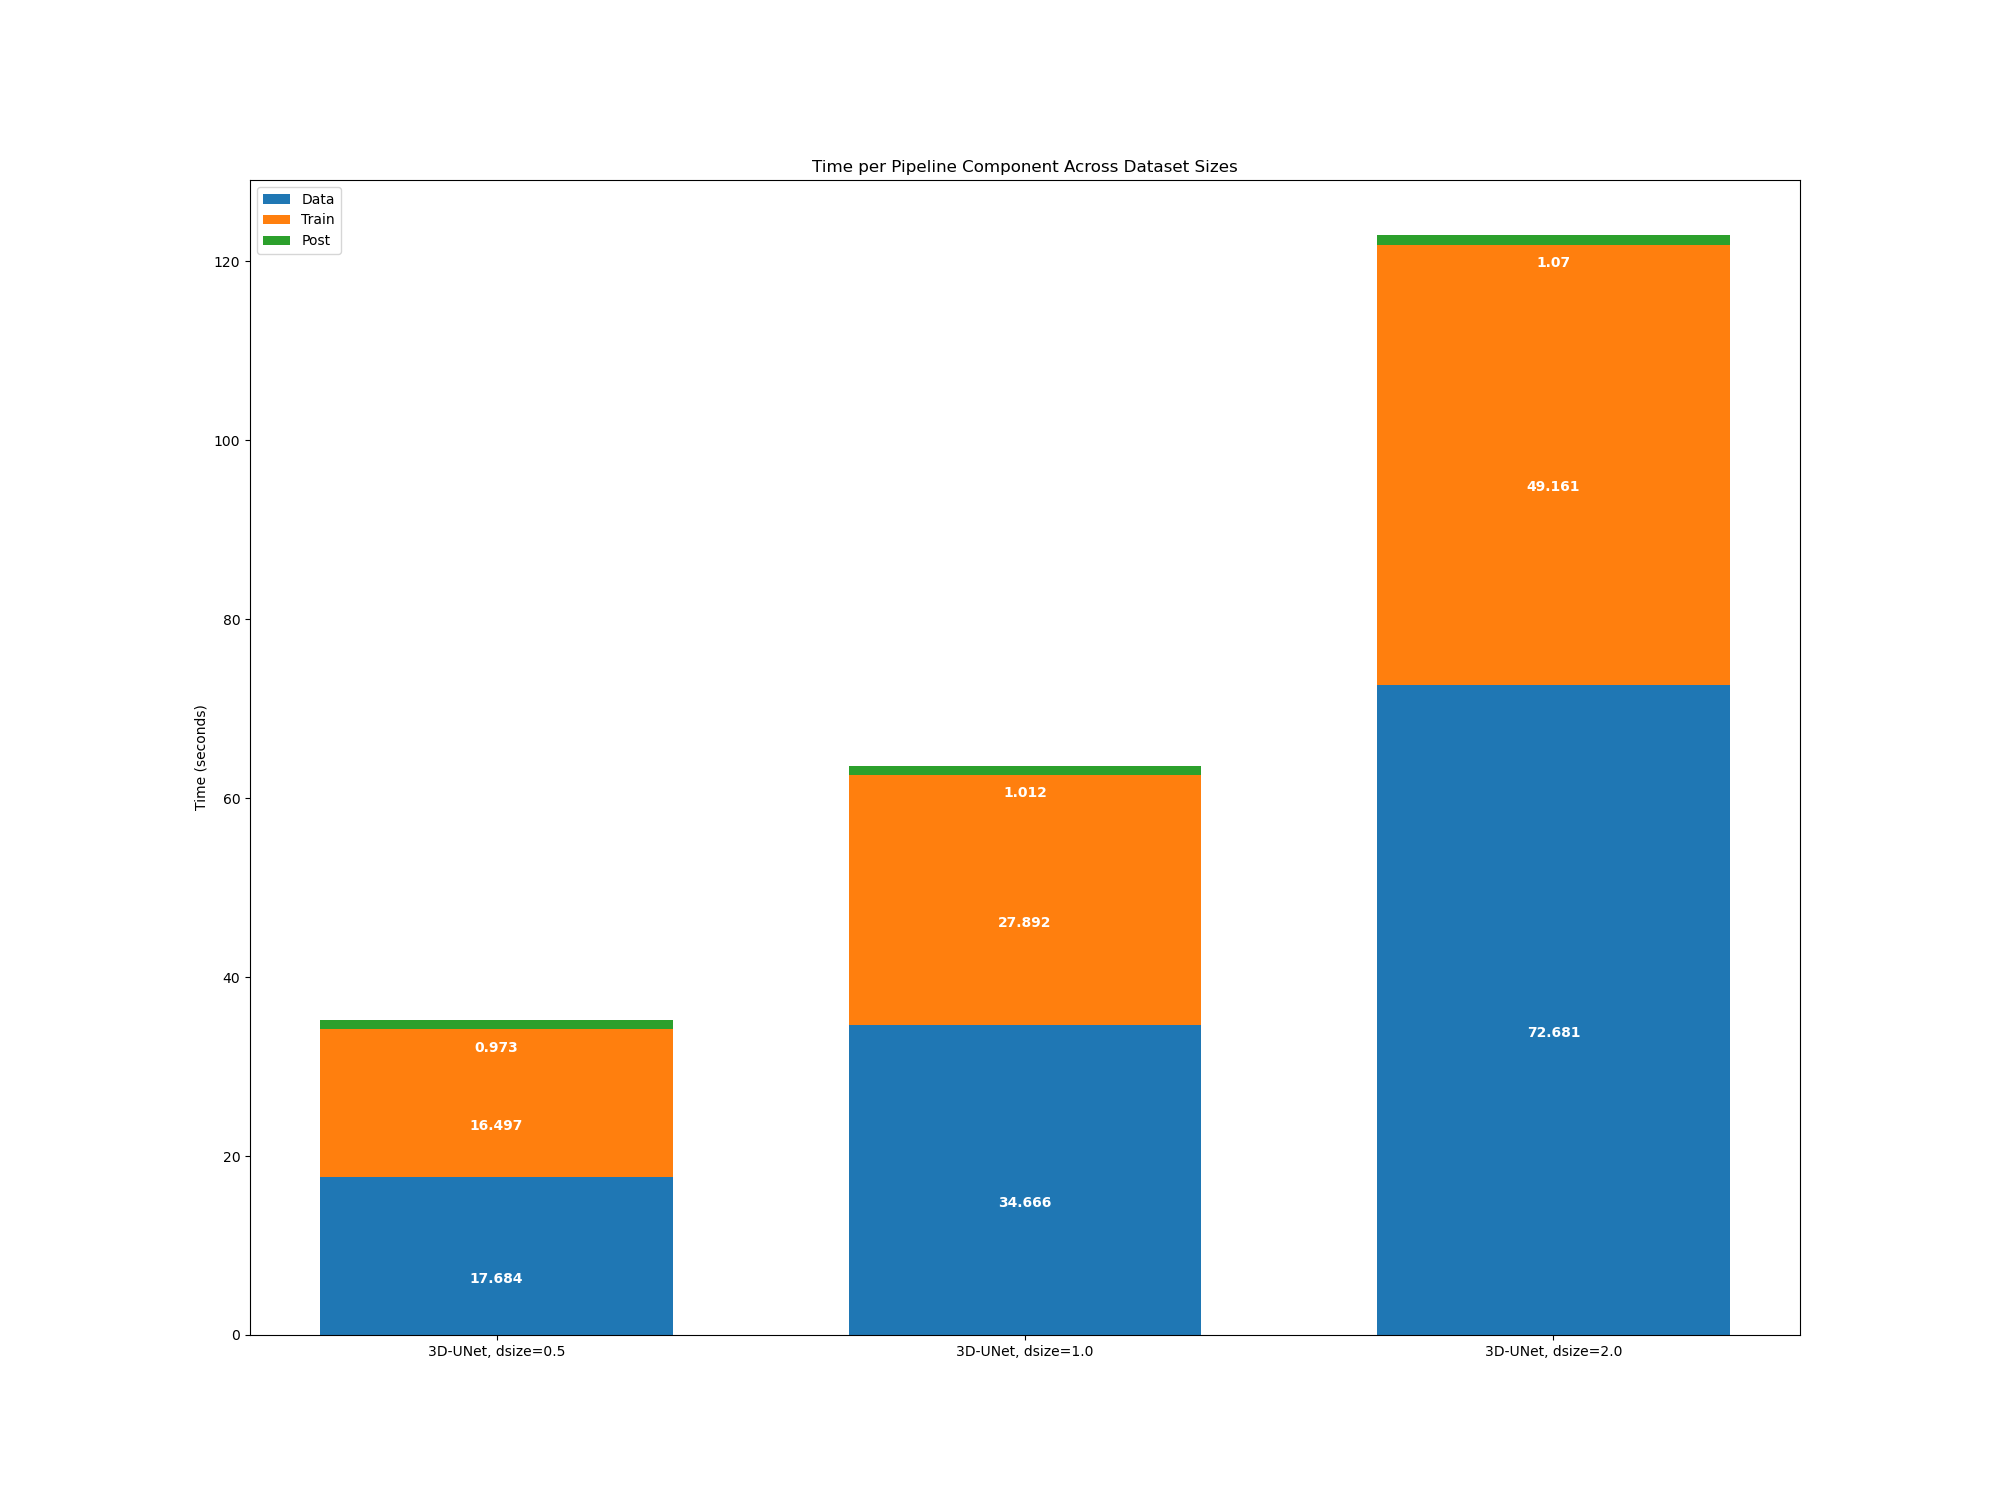 Time per Pipeline Component Across Dataset Sizes
Data
Train
Post
120
100
80
60
40
20
0
Time (seconds)
1.07
49.161
72.681
1.012
27.892
34.666
0.973
16.497
17.684
3D-UNet, dsize=0.5
3D-UNet, dsize=1.0
3D-UNet, dsize=2.0